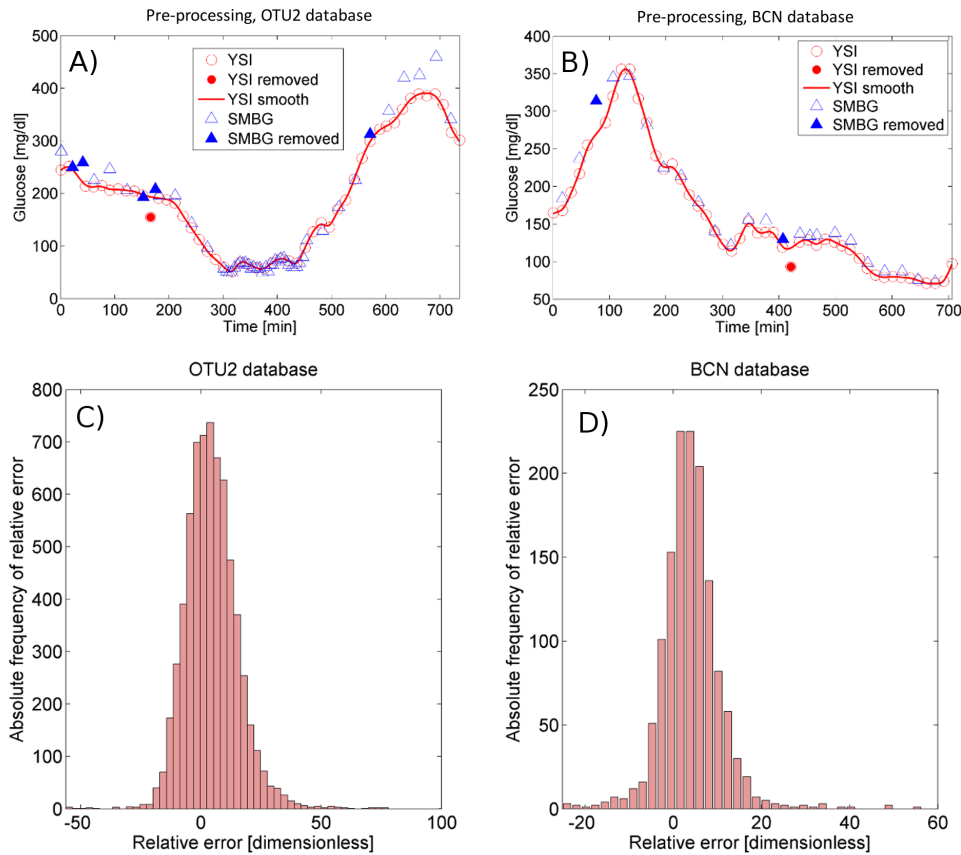 Pre-processing, OTU2 database
A)
YSI
YSI removed
YSI smooth
SMBG
SMBG removed
Glucose [mg/dl]
500
400
300
200
100
0
0 100 200 300 400 500 600 700
Time [min]
Pre-processing, BCN database
B)
YSI
YSI removed
YSI smooth
SMBG
SMBG removed
Glucose [mg/dl]
400
350
300
250
200
150
100
50
0 100 200 300 400 500 600 700
Time [min]
OTU2 database
C)
Absolute frequency of relative error
800
700
600
500
400
300
200
100
0
-50 0 50 100
Relative error [dimensionless]
BCN database
D)
Absolute frequency of relative error
250
200
150
100
50
0
-20 0 20 40 60
Relative error [dimensionless]